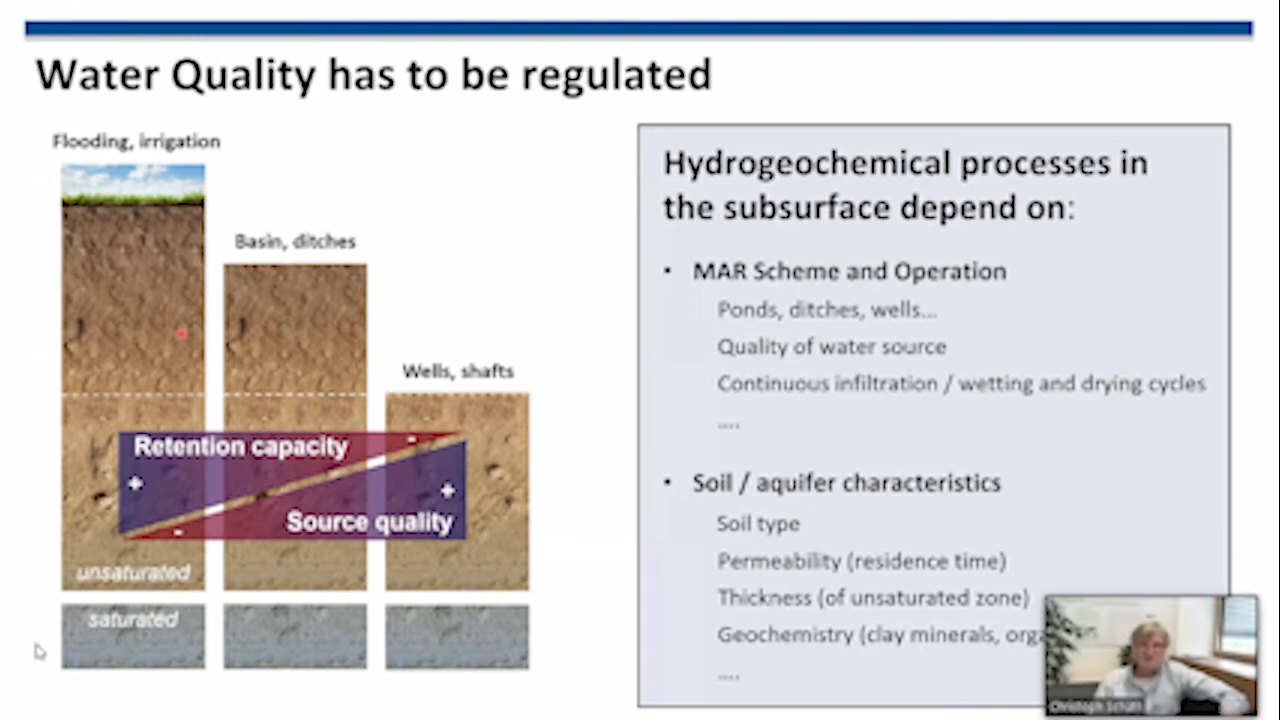 Water Quality has to be regulated
Flooding, irrigation
Basin, ditches
Wells, shafts
Retention capacity
-
+
+
Source quality
-
unsaturated
saturated
Hydrogeochemical processes in
the subsurface depend on:
• MAR Scheme and Operation
Ponds, ditches, wells...
Quality of water source
Continuous infiltration / wetting and drying cycles
....
• Soil / aquifer characteristics
Soil type
Permeability (residence time)
Thickness (of unsaturated zone)
Geochemistry (clay minerals, orga
....
Christoph